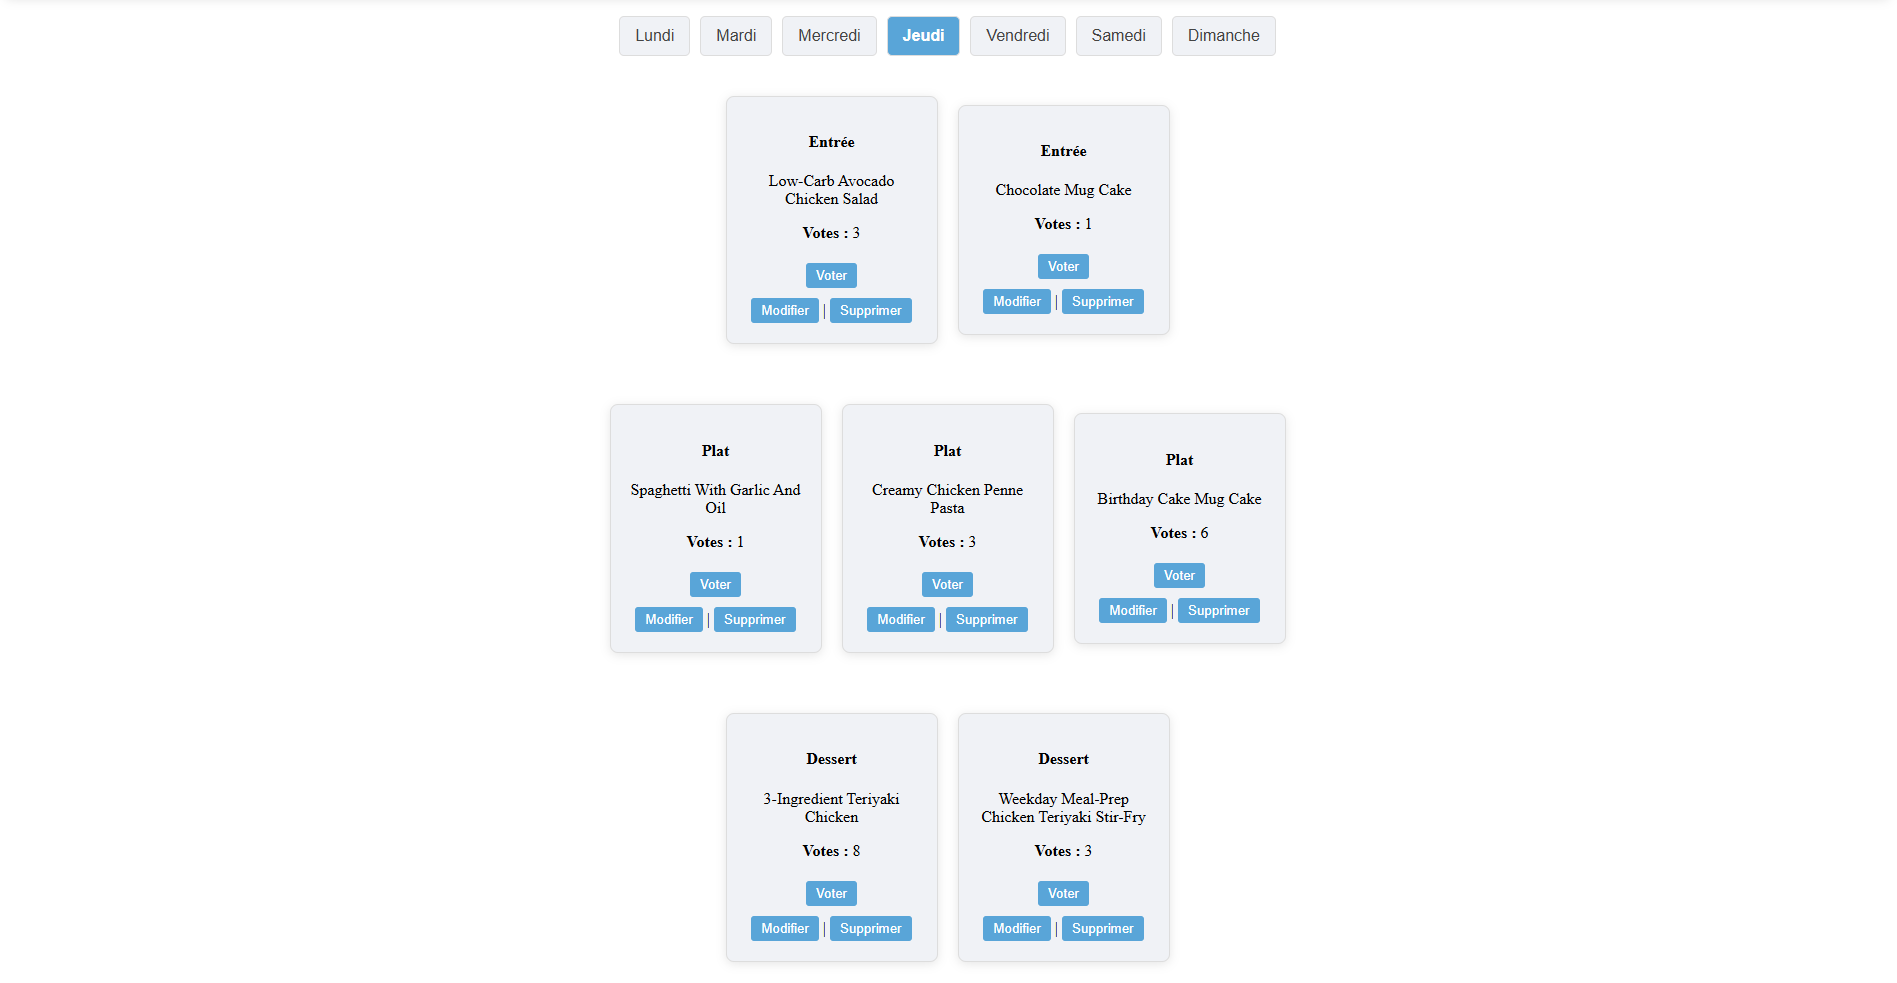 Lundi Mardi Mercredi Jeudi Vendredi Samedi Dimanche
Entrée
Low-Carb Avocado
Chicken Salad
Votes : 3
Voter
Modifier | Supprimer
Entrée
Chocolate Mug Cake
Votes : 1
Voter
Modifier | Supprimer
Plat
Spaghetti With Garlic And
Oil
Votes : 1
Voter
Modifier | Supprimer
Plat
Creamy Chicken Penne
Pasta
Votes : 3
Voter
Modifier | Supprimer
Plat
Birthday Cake Mug Cake
Votes : 6
Voter
Modifier | Supprimer
Dessert
3-Ingredient Teriyaki
Chicken
Votes : 8
Voter
Modifier | Supprimer
Dessert
Weekday Meal-Prep
Chicken Teriyaki Stir-Fry
Votes : 3
Voter
Modifier | Supprimer